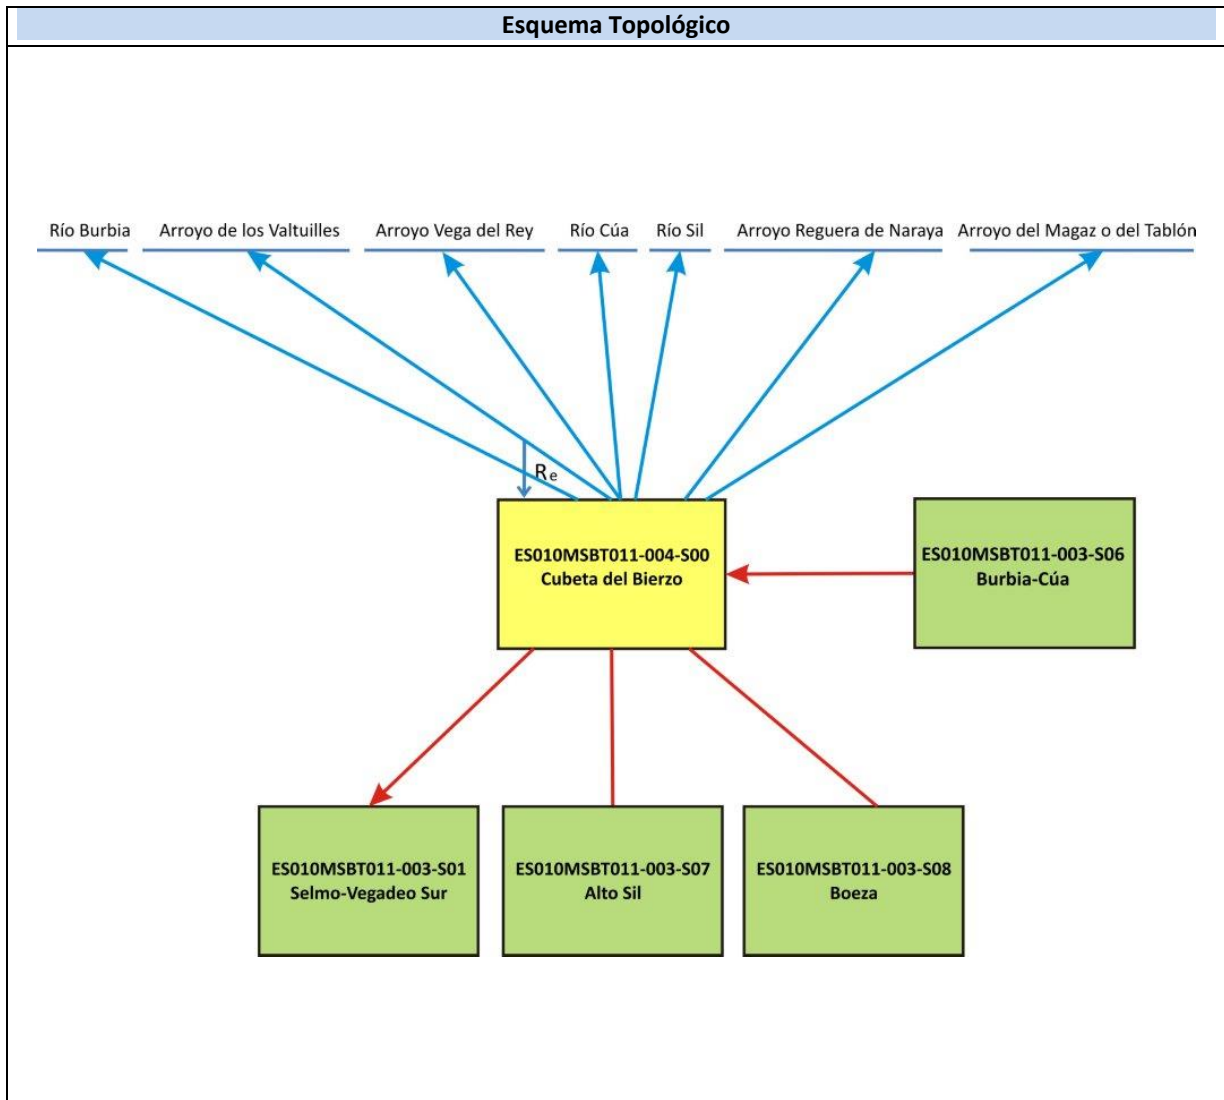 Esquema Topológico
Río Burbia
Arroyo de los Valtuilles
Arroyo Vega del Rey
Río Cúa
Río Sil
Arroyo Reguera de Naraya
Arroyo del Magaz o del Tablón
Re
ES010MSBT011-004-S00
Cubeta del Bierzo
ES010MSBT011-003-S06
Burbia-Cúa
ES010MSBT011-003-S01
Selmo-Vegadeo Sur
ES010MSBT011-003-S07
Alto Sil
ES010MSBT011-003-S08
Boeza